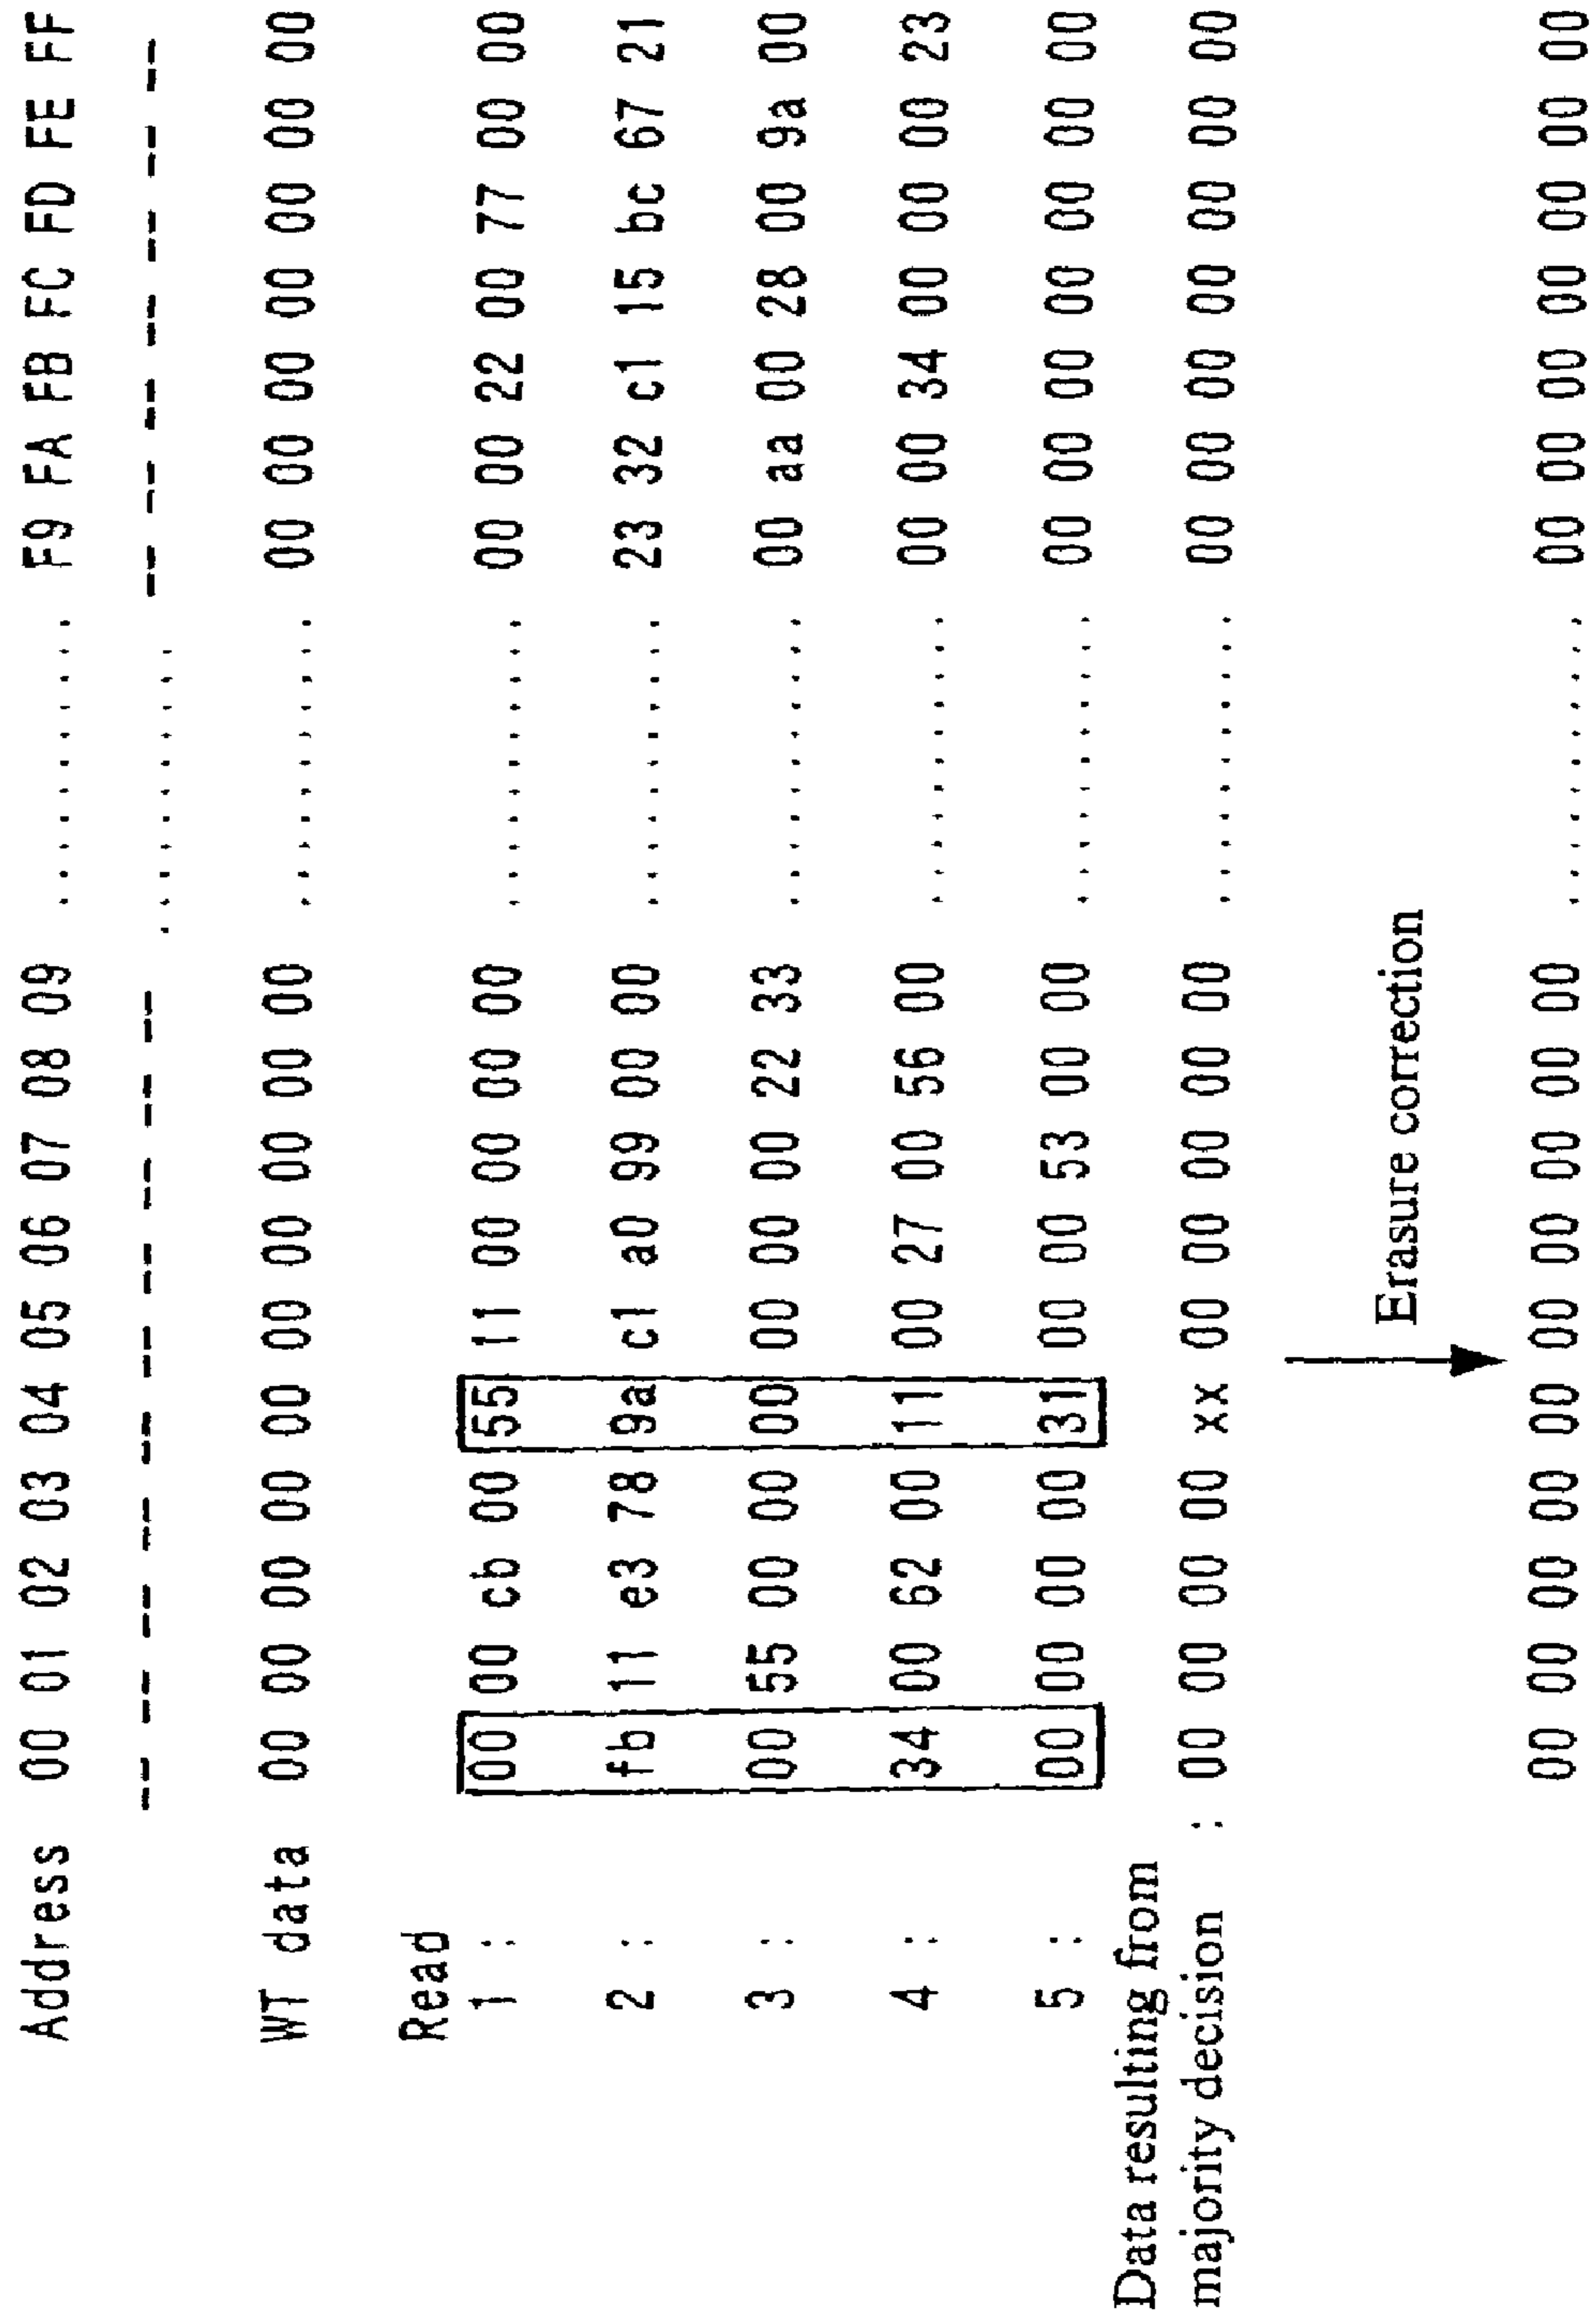 Address 00 01 02 03 04 05 06 07 08 09 .......... F9 FA FB FC FD FE FF
-- -- -- -- -- -- -- -- -- -- .......... -- -- -- -- -- -- --
WT data 00 00 00 00 00 00 00 00 00 00 .......... 00 00 00 00 00 00 00
Read
1 : 00 00 cb 00 55 11 00 00 00 00 .......... 00 00 22 00 77 00 00
2 : fb 11 e3 78 9a c1 a0 99 00 00 .......... 23 32 c1 15 bc 67 21
3 : 00 55 00 00 00 00 00 00 22 33 .......... 00 aa 00 28 00 9a 00
4 : 34 00 62 00 11 00 27 00 56 00 .......... 00 00 34 00 00 00 23
5 : 00 00 00 00 31 00 00 53 00 00 .......... 00 00 00 00 00 00 00
Data resulting from
majority decision : 00 00 00 00 xx 00 00 00 00 00 .......... 00 00 00 00 00 00 00
Erasure correction
00 00 00 00 00 00 00 00 00 00 .......... 00 00 00 00 00 00 00